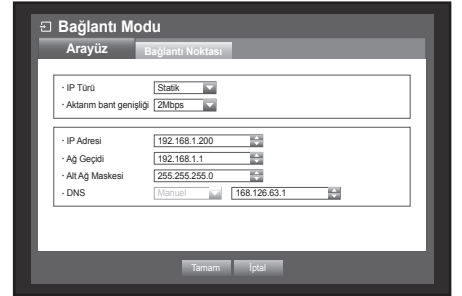 Bağlantı Modu
Arayüz Bağlantı Noktası
· IP Türü Statik
· Aktarım bant genişliği 2Mbps
· IP Adresi 192.168.1.200
· Ağ Geçidi 192.168.1.1
· Alt Ağ Maskesi 255.255.255.0
· DNS Manuel 168.126.63.1
Tamam İptal